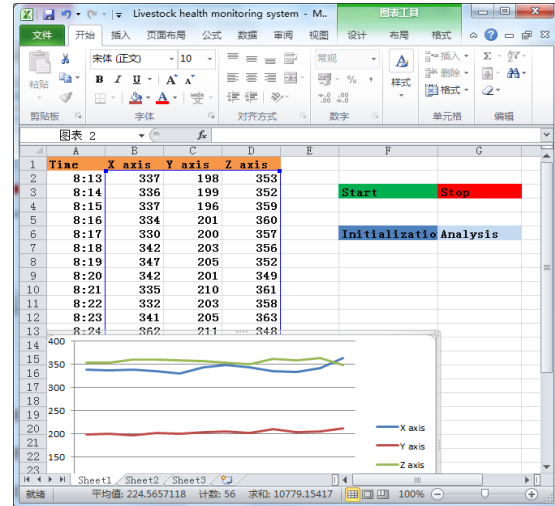 Livestock health monitoring system - M..
图表工具
文件 开始 插入 页面布局 公式 数据 审阅 视图 设计 布局 格式
宋体 (正文) 10 常规 插入
粘贴 B I U A A 样式 删除
格式
剪贴板 字体 对齐方式 数字 单元格 编辑
图表 2 fx
A B C D E F G
1 Time X axis Y axis Z axis
2 8:13 337 198 353
3 8:14 336 199 352 Start Stop
4 8:15 337 196 359
5 8:16 334 201 360
6 8:17 330 200 357 Initializatio Analysis
7 8:18 342 203 356
8 8:19 347 205 352
9 8:20 342 201 349
10 8:21 335 210 361
11 8:22 332 203 358
12 8:23 341 205 363
13 8:24 362 211 348
14 400
15 350
16
17 300
18
19 250
20 200 X axis
21 Y axis
22 150
23 Z axis
Sheet1 Sheet2 Sheet3
就绪 平均值: 224.5657118 计数: 56 求和: 10779.15417 100%